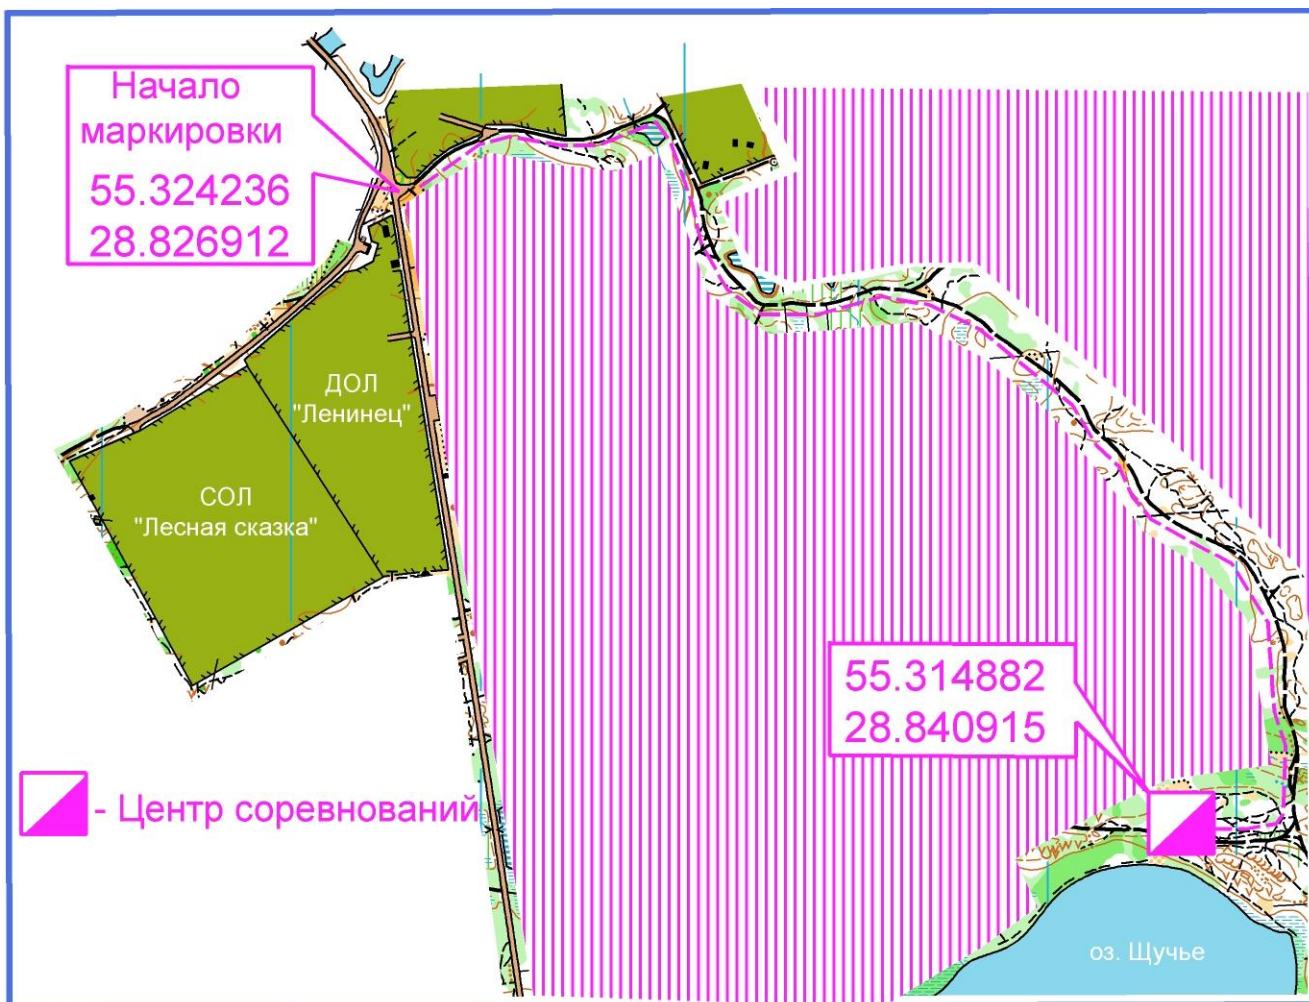 Начало
маркировки
55.324236
28.826912
ДОЛ
"Ленинец"
СОЛ
"Лесная сказка"
55.314882
28.840915
- Центр соревнований
оз. Щучье